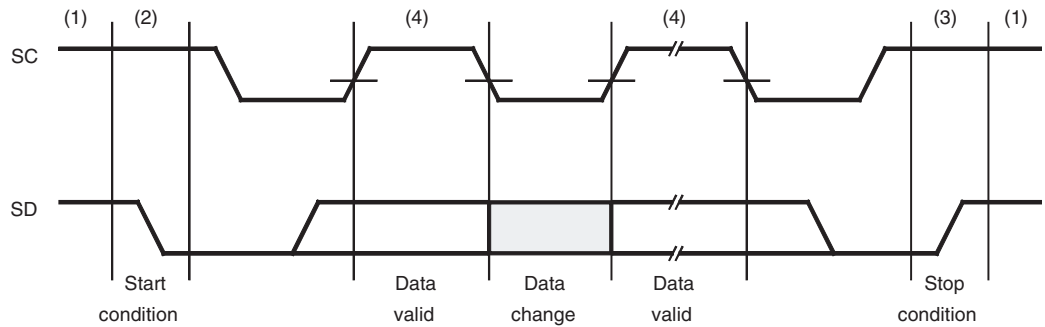 (1) (2) (4) (4) (3) (1)
SC
SD
Start condition
Data valid
Data change
Data valid
Stop condition